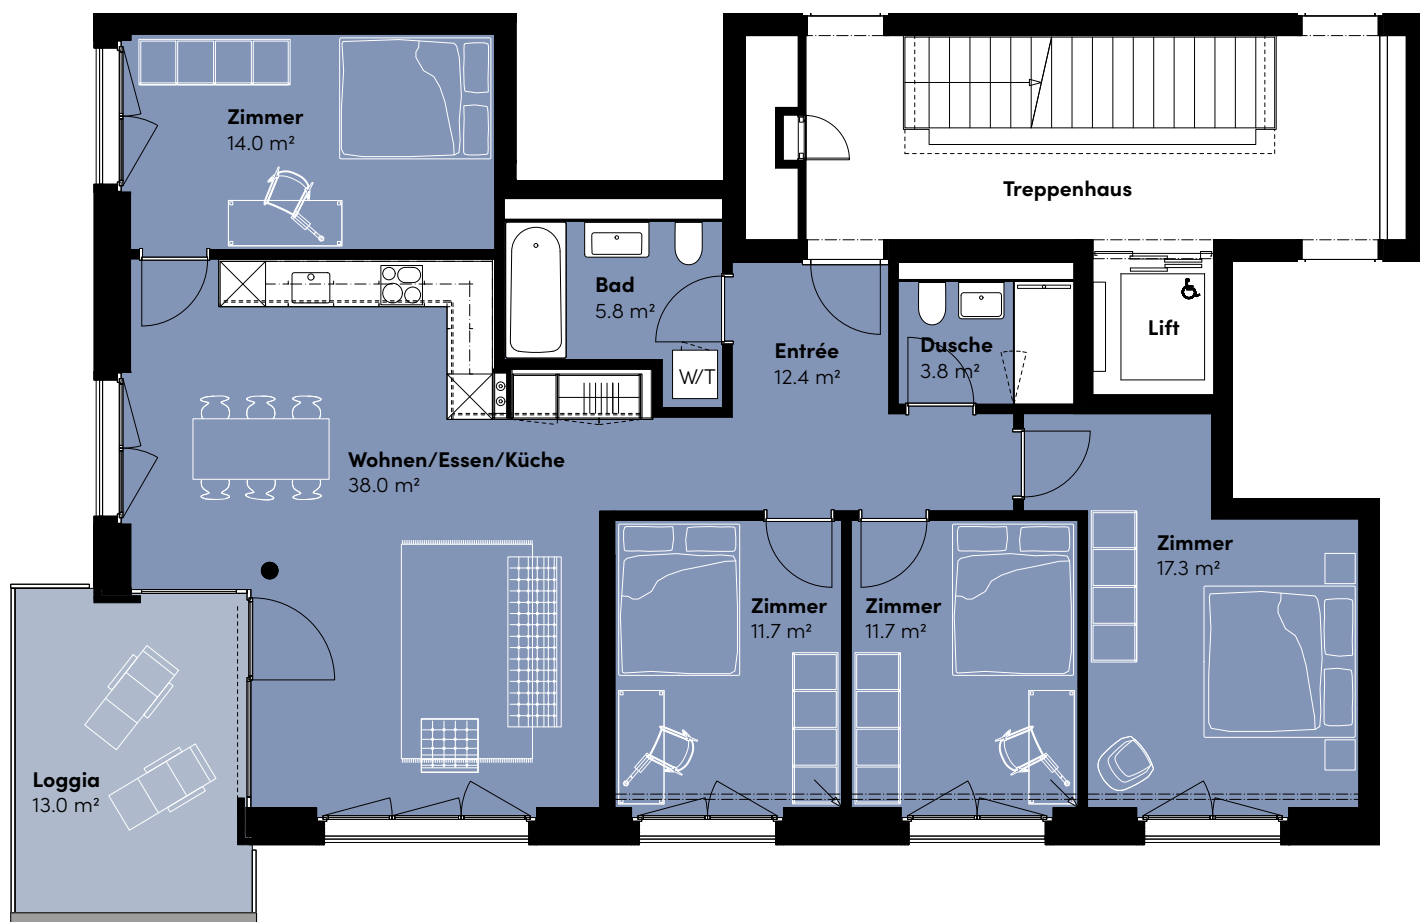 Zimmer
14.0 m²
Treppenhaus
Bad
5.8 m²
W/T
Entrée
12.4 m²
Dusche
3.8 m²
Lift
Wohnen/Essen/Küche
38.0 m²
Zimmer
17.3 m²
Zimmer
11.7 m²
Zimmer
11.7 m²
Loggia
13.0 m²